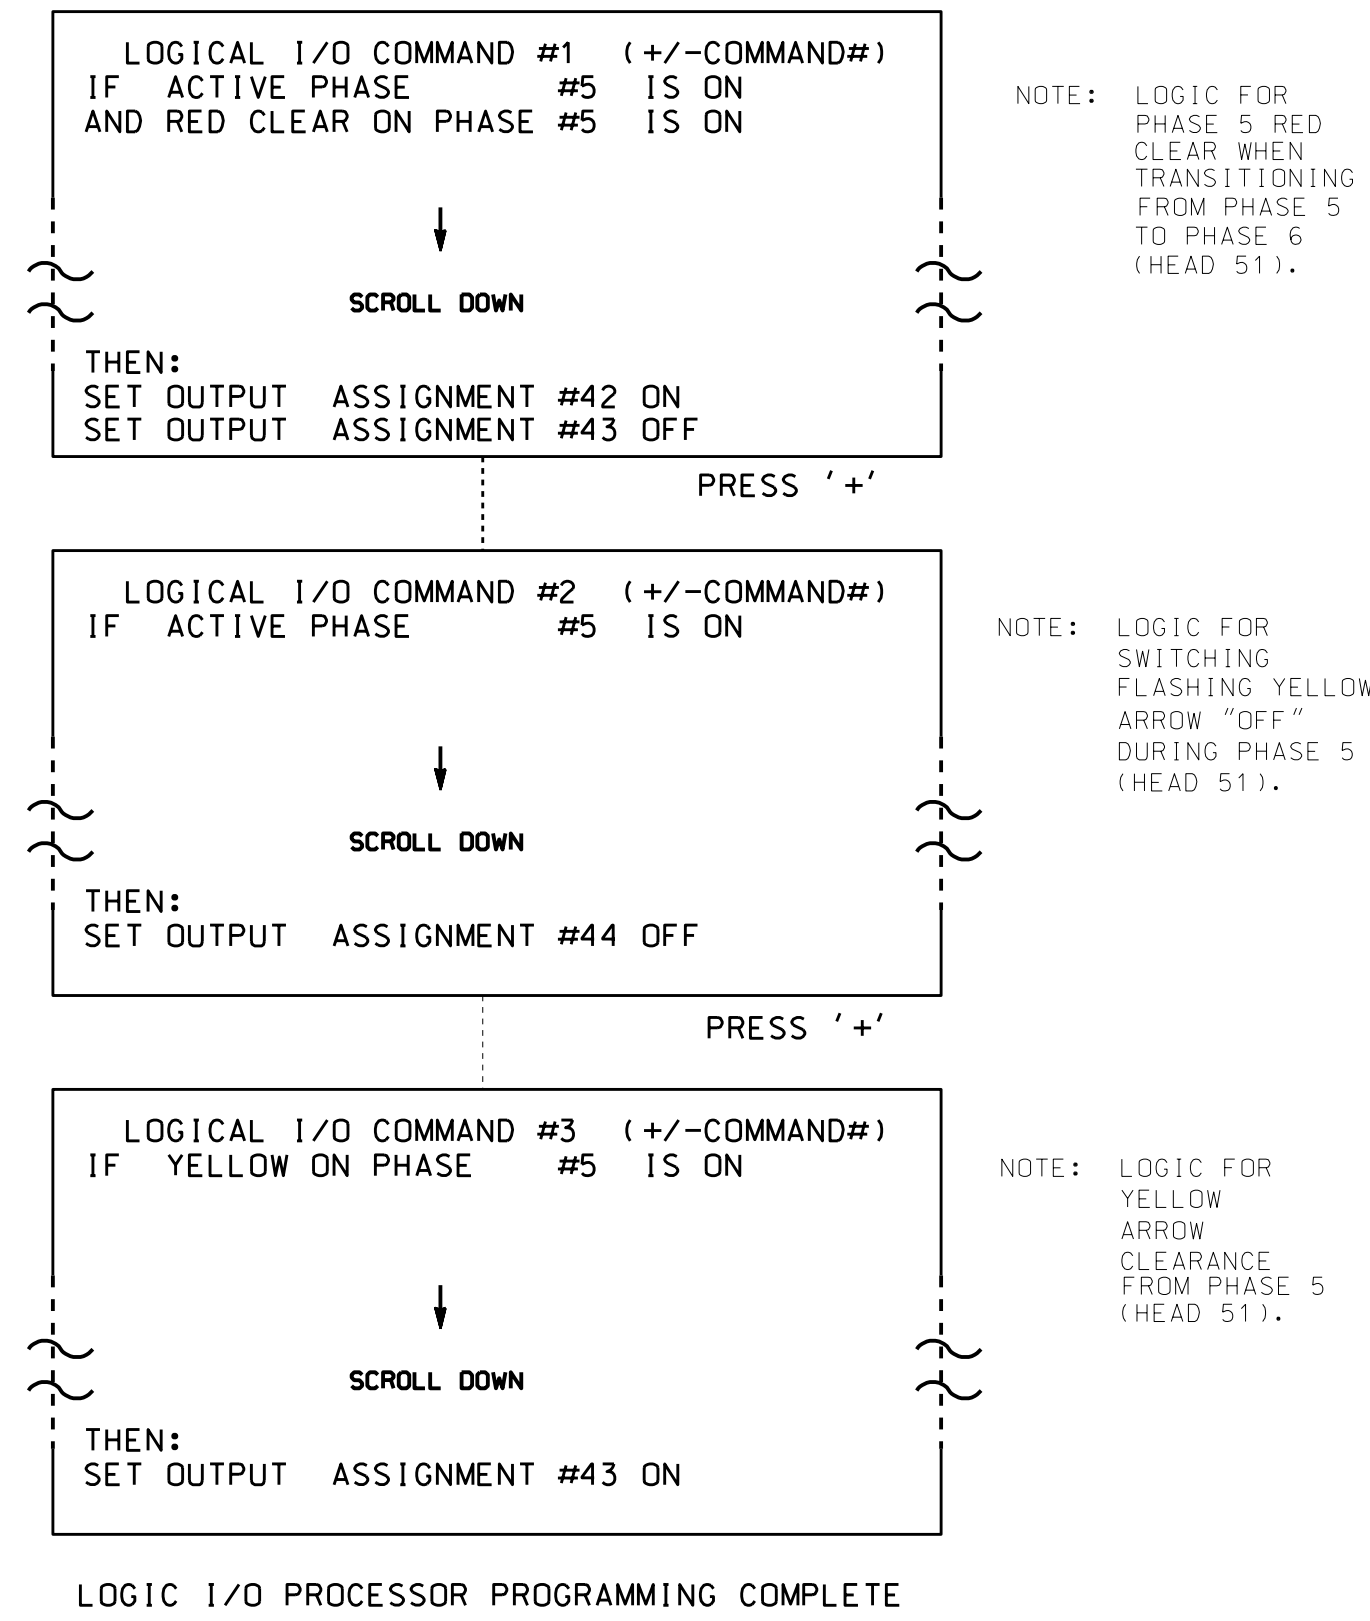 LOGICAL I/O COMMAND #1 (+/-COMMAND#)
IF ACTIVE PHASE #5 IS ON
AND RED CLEAR ON PHASE #5 IS ON
SCROLL DOWN
THEN:
SET OUTPUT ASSIGNMENT #42 ON
SET OUTPUT ASSIGNMENT #43 OFF
NOTE: LOGIC FOR
PHASE 5 RED
CLEAR WHEN
TRANSITIONING
FROM PHASE 5
TO PHASE 6
(HEAD 51).
PRESS '+'
LOGICAL I/O COMMAND #2 (+/-COMMAND#)
IF ACTIVE PHASE #5 IS ON
SCROLL DOWN
THEN:
SET OUTPUT ASSIGNMENT #44 OFF
NOTE: LOGIC FOR
SWITCHING
FLASHING YELLOW
ARROW "OFF"
DURING PHASE 5
(HEAD 51).
PRESS '+'
LOGICAL I/O COMMAND #3 (+/-COMMAND#)
IF YELLOW ON PHASE #5 IS ON
SCROLL DOWN
THEN:
SET OUTPUT ASSIGNMENT #43 ON
NOTE: LOGIC FOR
YELLOW
ARROW
CLEARANCE
FROM PHASE 5
(HEAD 51).
LOGIC I/O PROCESSOR PROGRAMMING COMPLETE